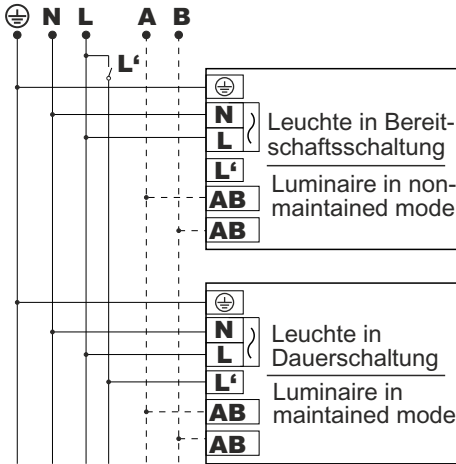 N L A B
L‘
N
L
L‘
AB
AB
Leuchte in Bereit-
schaftsschaltung
Luminaire in non-
maintained mode
N
L
L‘
AB
AB
Leuchte in
Dauerschaltung
Luminaire in
maintained mode